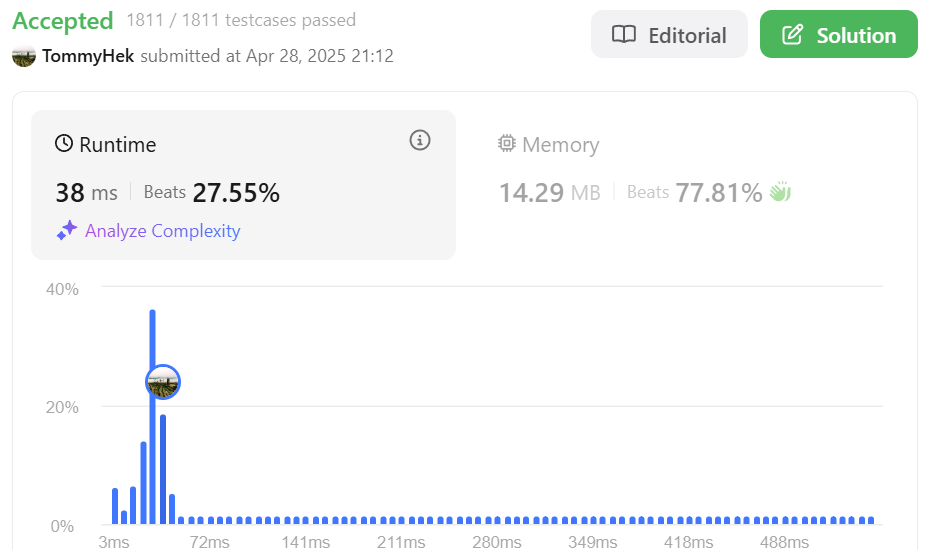 Accepted 1811 / 1811 testcases passed
Editorial
Solution
TommyHek submitted at Apr 28, 2025 21:12
Runtime
Memory
38 ms Beats 27.55%
14.29 MB Beats 77.81%
Analyze Complexity
40%
20%
0%
3ms 72ms 141ms 211ms 280ms 349ms 418ms 488ms